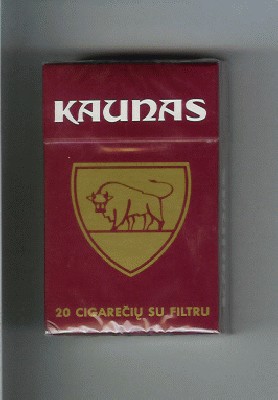 KAUNAS
20 CIGAREČIŲ SU FILTRU